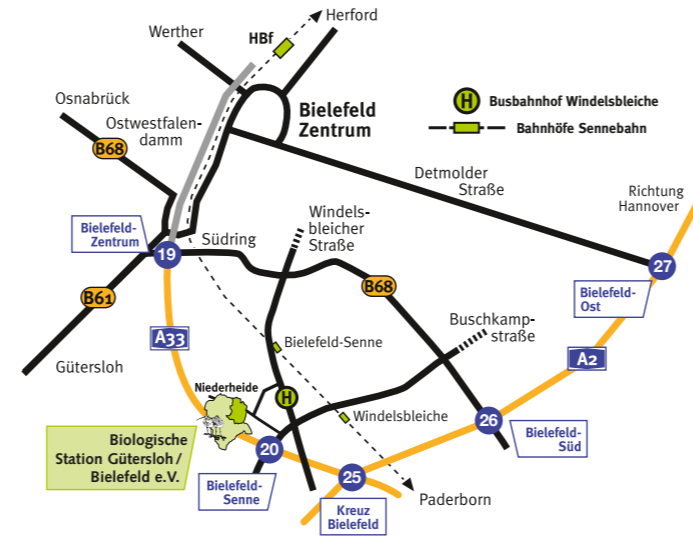 Herford
Werther
HBf
Osnabrück
Ostwestfalen-
damm
B68
Bielefeld
Zentrum
H Busbahnhof Windelsbleiche
Bahnhöfe Sennebahn
Detmolder
Straße
Richtung
Hannover
Bielefeld-
Zentrum
19
Südring
Windels-
bleicher
Straße
B68
27
Bielefeld-
Ost
B61
A33
Gütersloh
Bielefeld-Senne
Buschkamp-
straße
A2
Niederheide
H
Windelsbleiche
Biologische
Station Gütersloh /
Bielefeld e.V.
20
Bielefeld-
Senne
25
Kreuz
Bielefeld
26
Bielefeld-
Süd
Paderborn